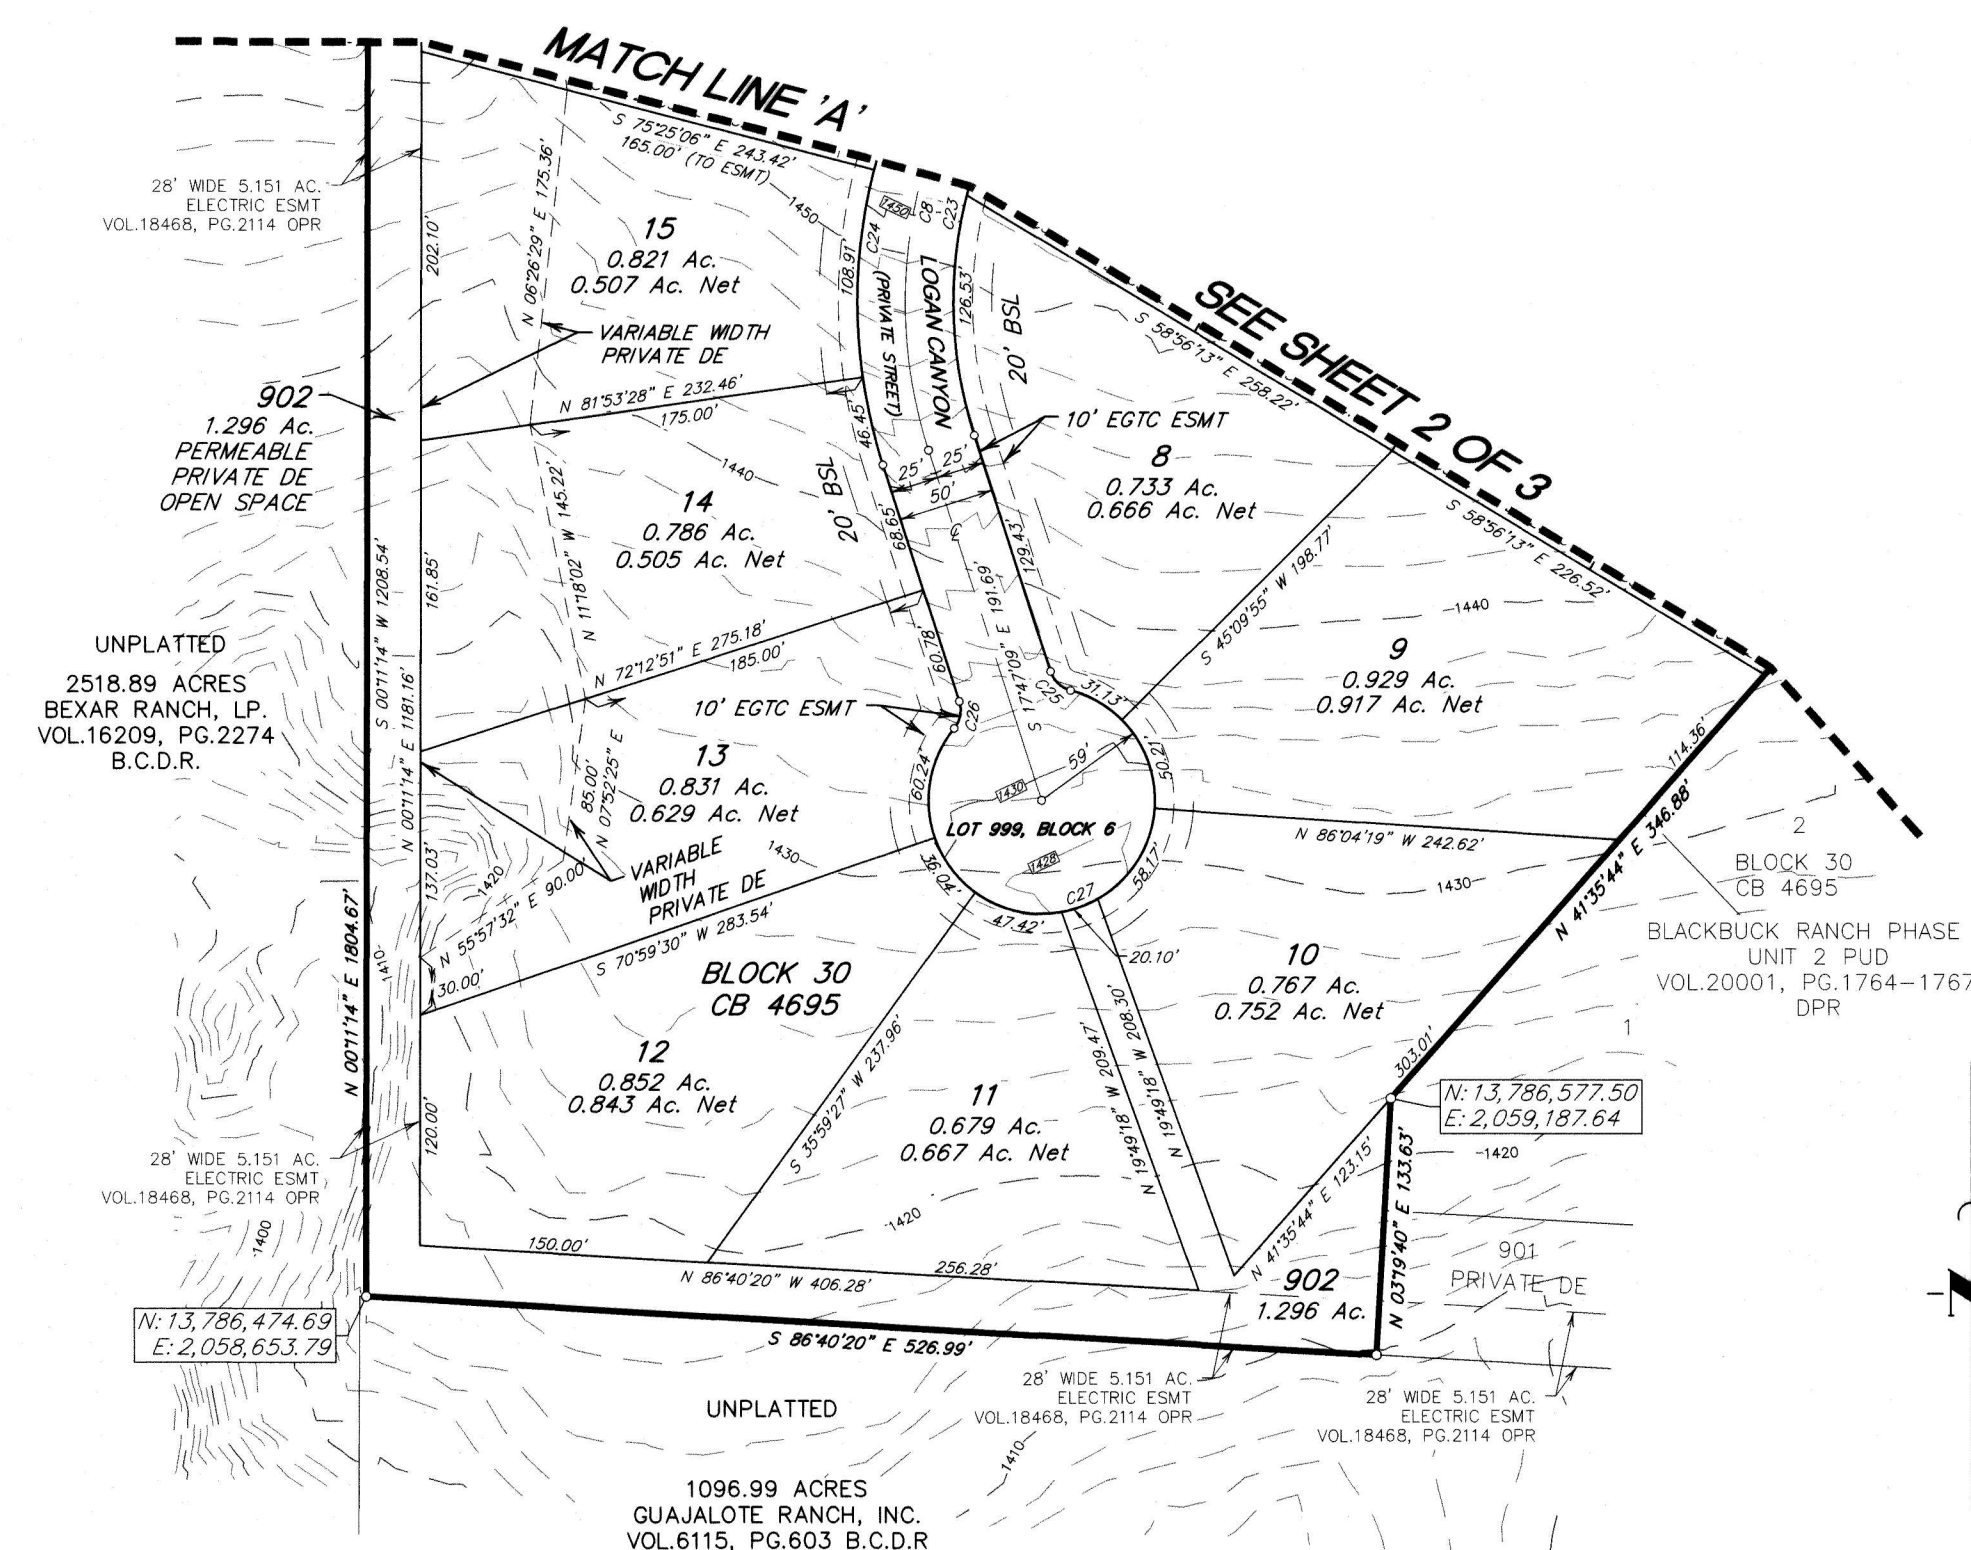 MATCH LINE 'A'
S 75°25'06" E 243.42'
165.00' (TO ESMT)
SEE SHEET 2 OF 3
S 58°56'13" E 258.22'
S 58°56'13" E 226.52'
28' WIDE 5.151 AC.
ELECTRIC ESMT
VOL.18468, PG.2114 OPR
202.10'
N 06°26'29" E 175.36'
1450
15
0.821 Ac.
0.507 Ac. Net
VARIABLE WIDTH
PRIVATE DE
108.91'
C24
1450
C8
C23
LOGAN CANYON
(PRIVATE STREET)
126.53'
20' BSL
902
1.296 Ac.
PERMEABLE
PRIVATE DE
OPEN SPACE
N 81°53'28" E 232.46'
175.00'
46.45'
10' EGTC ESMT
8
0.733 Ac.
0.666 Ac. Net
25'
25'
50'
1440
14
0.786 Ac.
0.505 Ac. Net
20' BSL
68.65'
129.43'
S 17°47'09" E 191.69'
S 45°09'55" W 198.77'
N 11°18'02" W 145.22'
161.85'
S 00°11'14" W 1208.54'
N 00°11'14" E 1181.16'
1440
9
0.929 Ac.
0.917 Ac. Net
UNPLATTED
2518.89 ACRES
BEXAR RANCH, LP.
VOL.16209, PG.2274
B.C.D.R.
N 72°12'51" E 275.18'
185.00'
60.78'
C25
31.13'
10' EGTC ESMT
C26
13
0.831 Ac.
0.629 Ac. Net
85.00'
N 07°52'25" E
60.24'
59'
1430
50.21'
114.36'
N 41°35'44" E 346.88'
LOT 999, BLOCK 6
1428
N 86°04'19" W 242.62'
2
BLOCK 30
CB 4695
BLACKBUCK RANCH PHASE
UNIT 2 PUD
VOL.20001, PG.1764-1767
DPR
1
137.03'
1420
N 55°57'32" E 90.00'
VARIABLE
WIDTH
PRIVATE DE
1430
36.04'
47.42'
C27
58.17'
1430
20.10'
S 70°59'30" W 283.54'
30.00'
1410
N 00°11'14" E 1804.67'
BLOCK 30
CB 4695
10
0.767 Ac.
0.752 Ac. Net
303.01'
N: 13,786,577.50
E: 2,059,187.64
12
0.852 Ac.
0.843 Ac. Net
S 35°59'27" W 237.96'
11
0.679 Ac.
0.667 Ac. Net
N 19°49'18" W 209.47'
N 19°49'18" W 208.30'
120.00'
28' WIDE 5.151 AC.
ELECTRIC ESMT
VOL.18468, PG.2114 OPR
1400
1420
N 41°35'44" E 123.15'
N 03°19'40" E 133.63'
1420
901
PRIVATE DE
150.00'
N 86°40'20" W 406.28'
256.28'
902
1.296 Ac.
N: 13,786,474.69
E: 2,058,653.79
S 86°40'20" E 526.99'
28' WIDE 5.151 AC.
ELECTRIC ESMT
VOL.18468, PG.2114 OPR
28' WIDE 5.151 AC.
ELECTRIC ESMT
VOL.18468, PG.2114 OPR
UNPLATTED
1410
1096.99 ACRES
GUAJALOTE RANCH, INC.
VOL.6115, PG.603 B.C.D.R